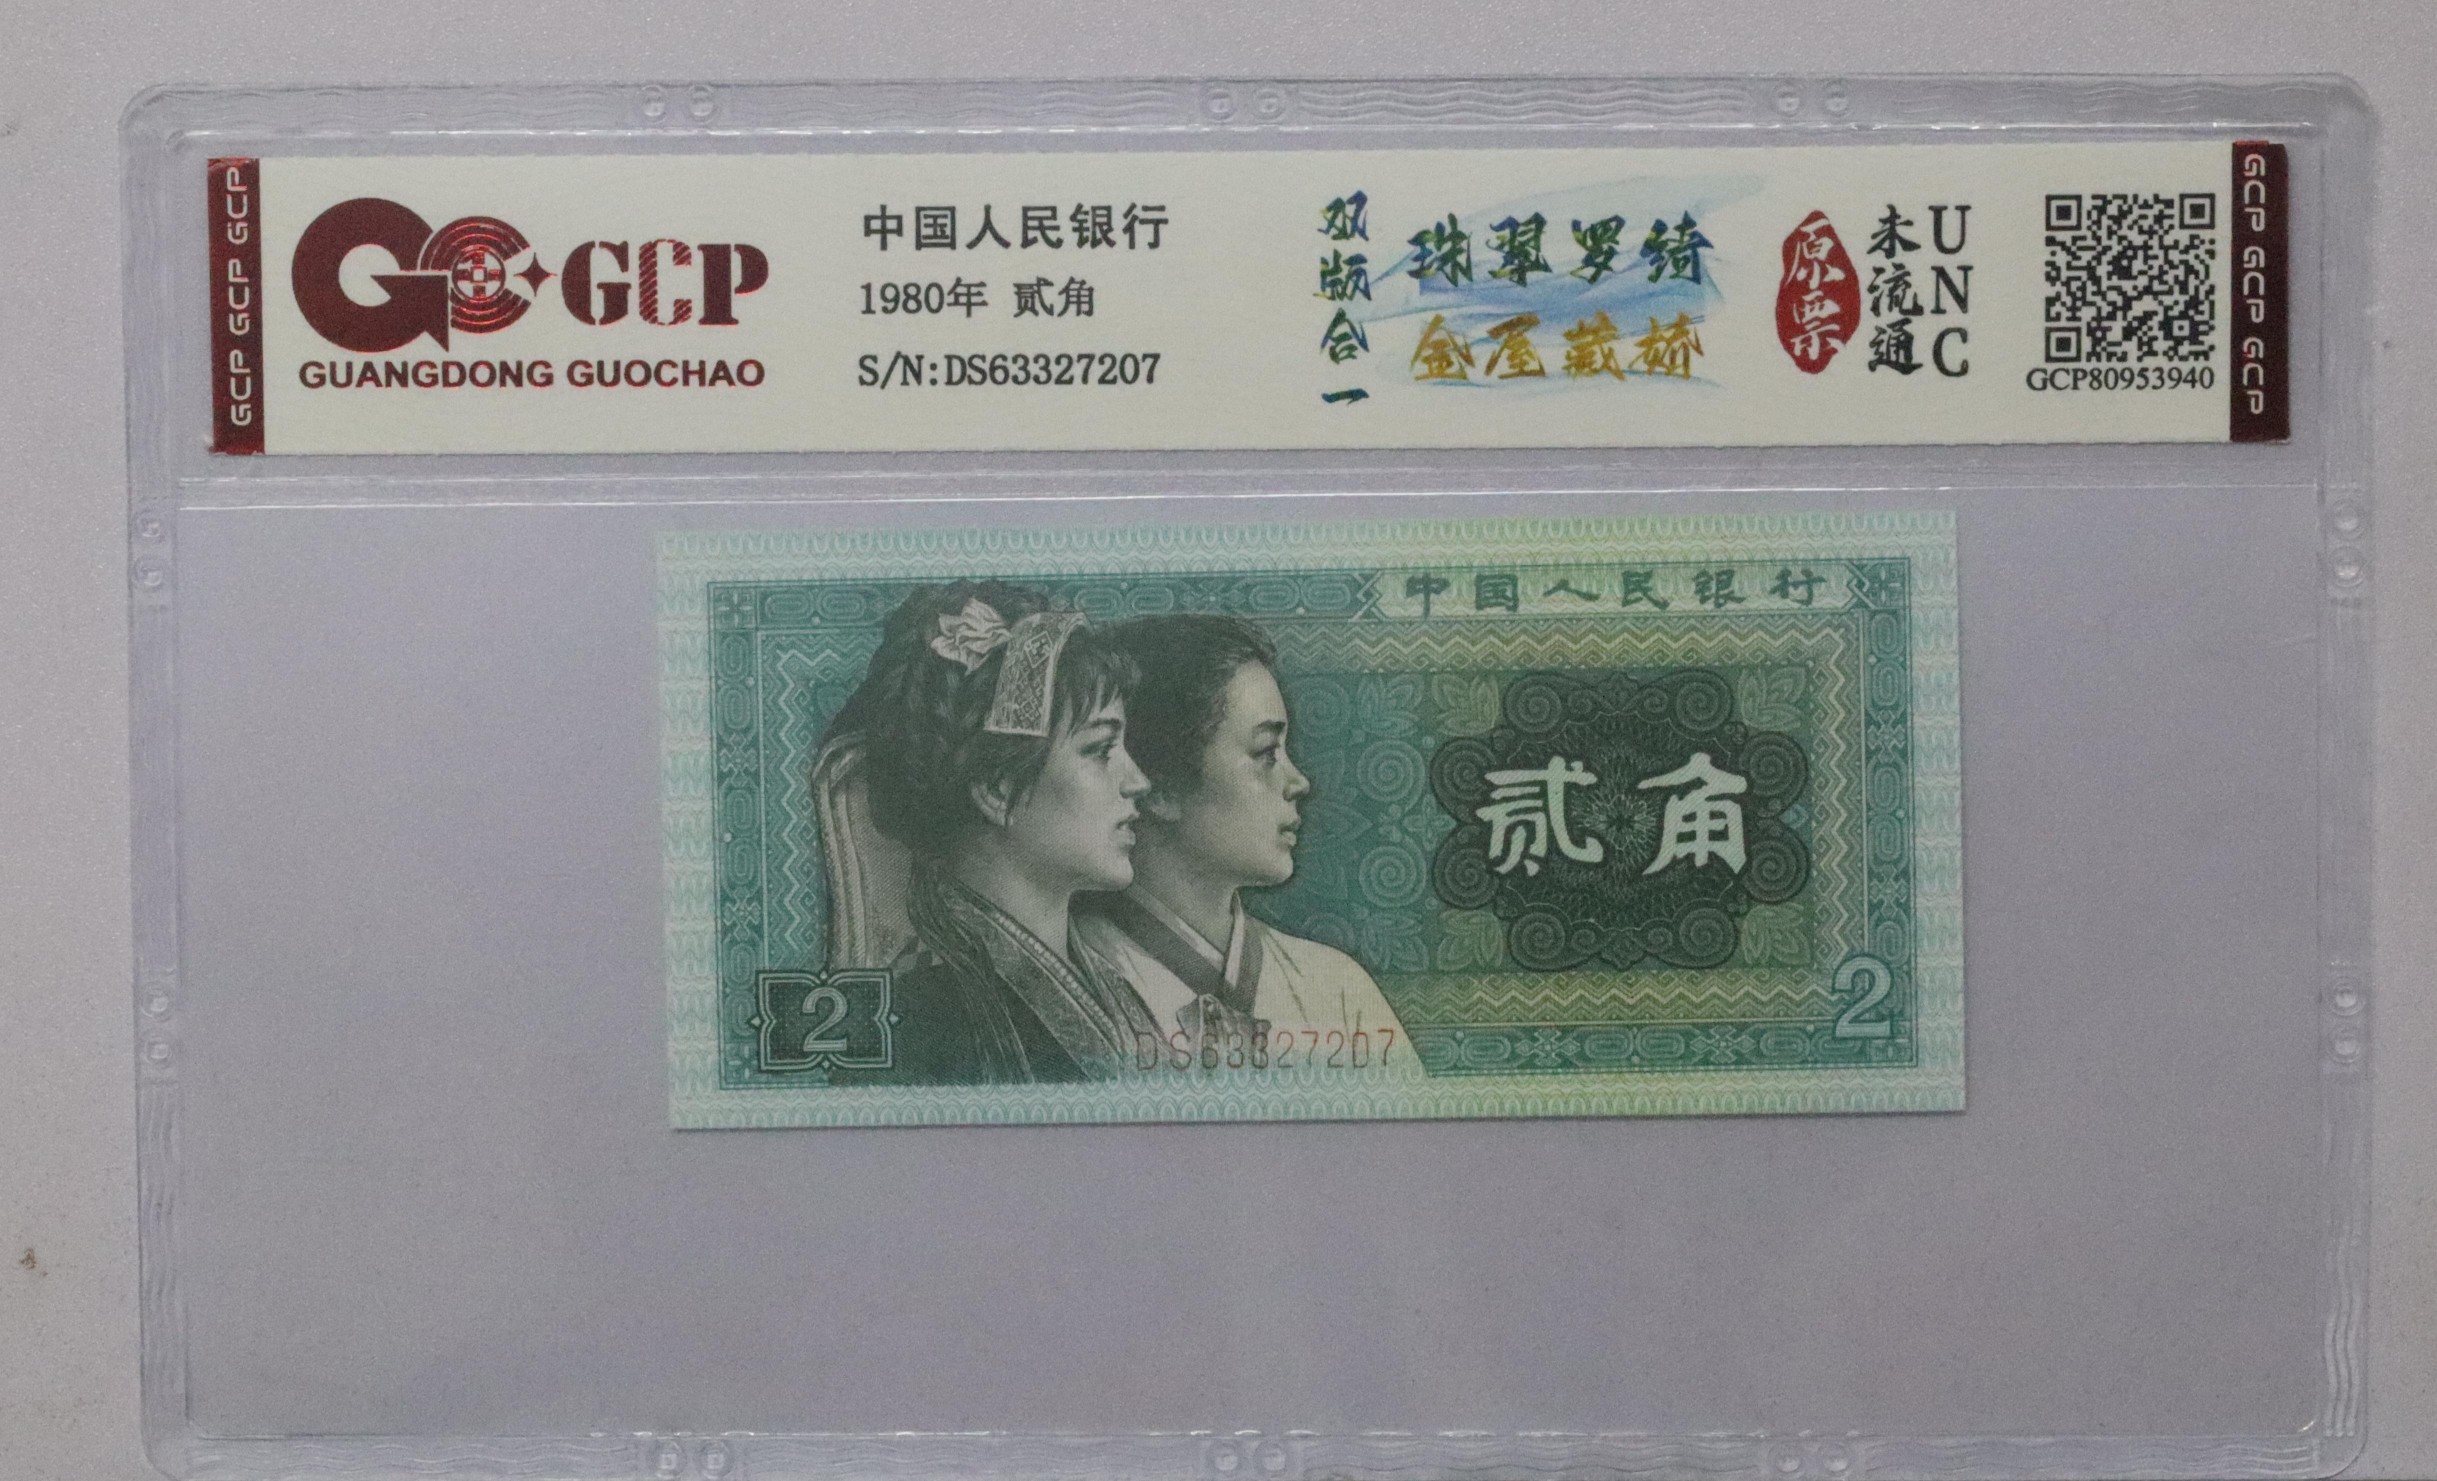 GCP GCP GCP
GCP
GUANGDONG GUOCHAO
中国人民银行
1980年 贰角
S/N:DS63327207
双版合一
珠翠罗绮
金屋藏娇
原票
未流通
UNC
GCP80953940
GCP GCP GCP
中国人民银行
贰角
2
2
DS63327207